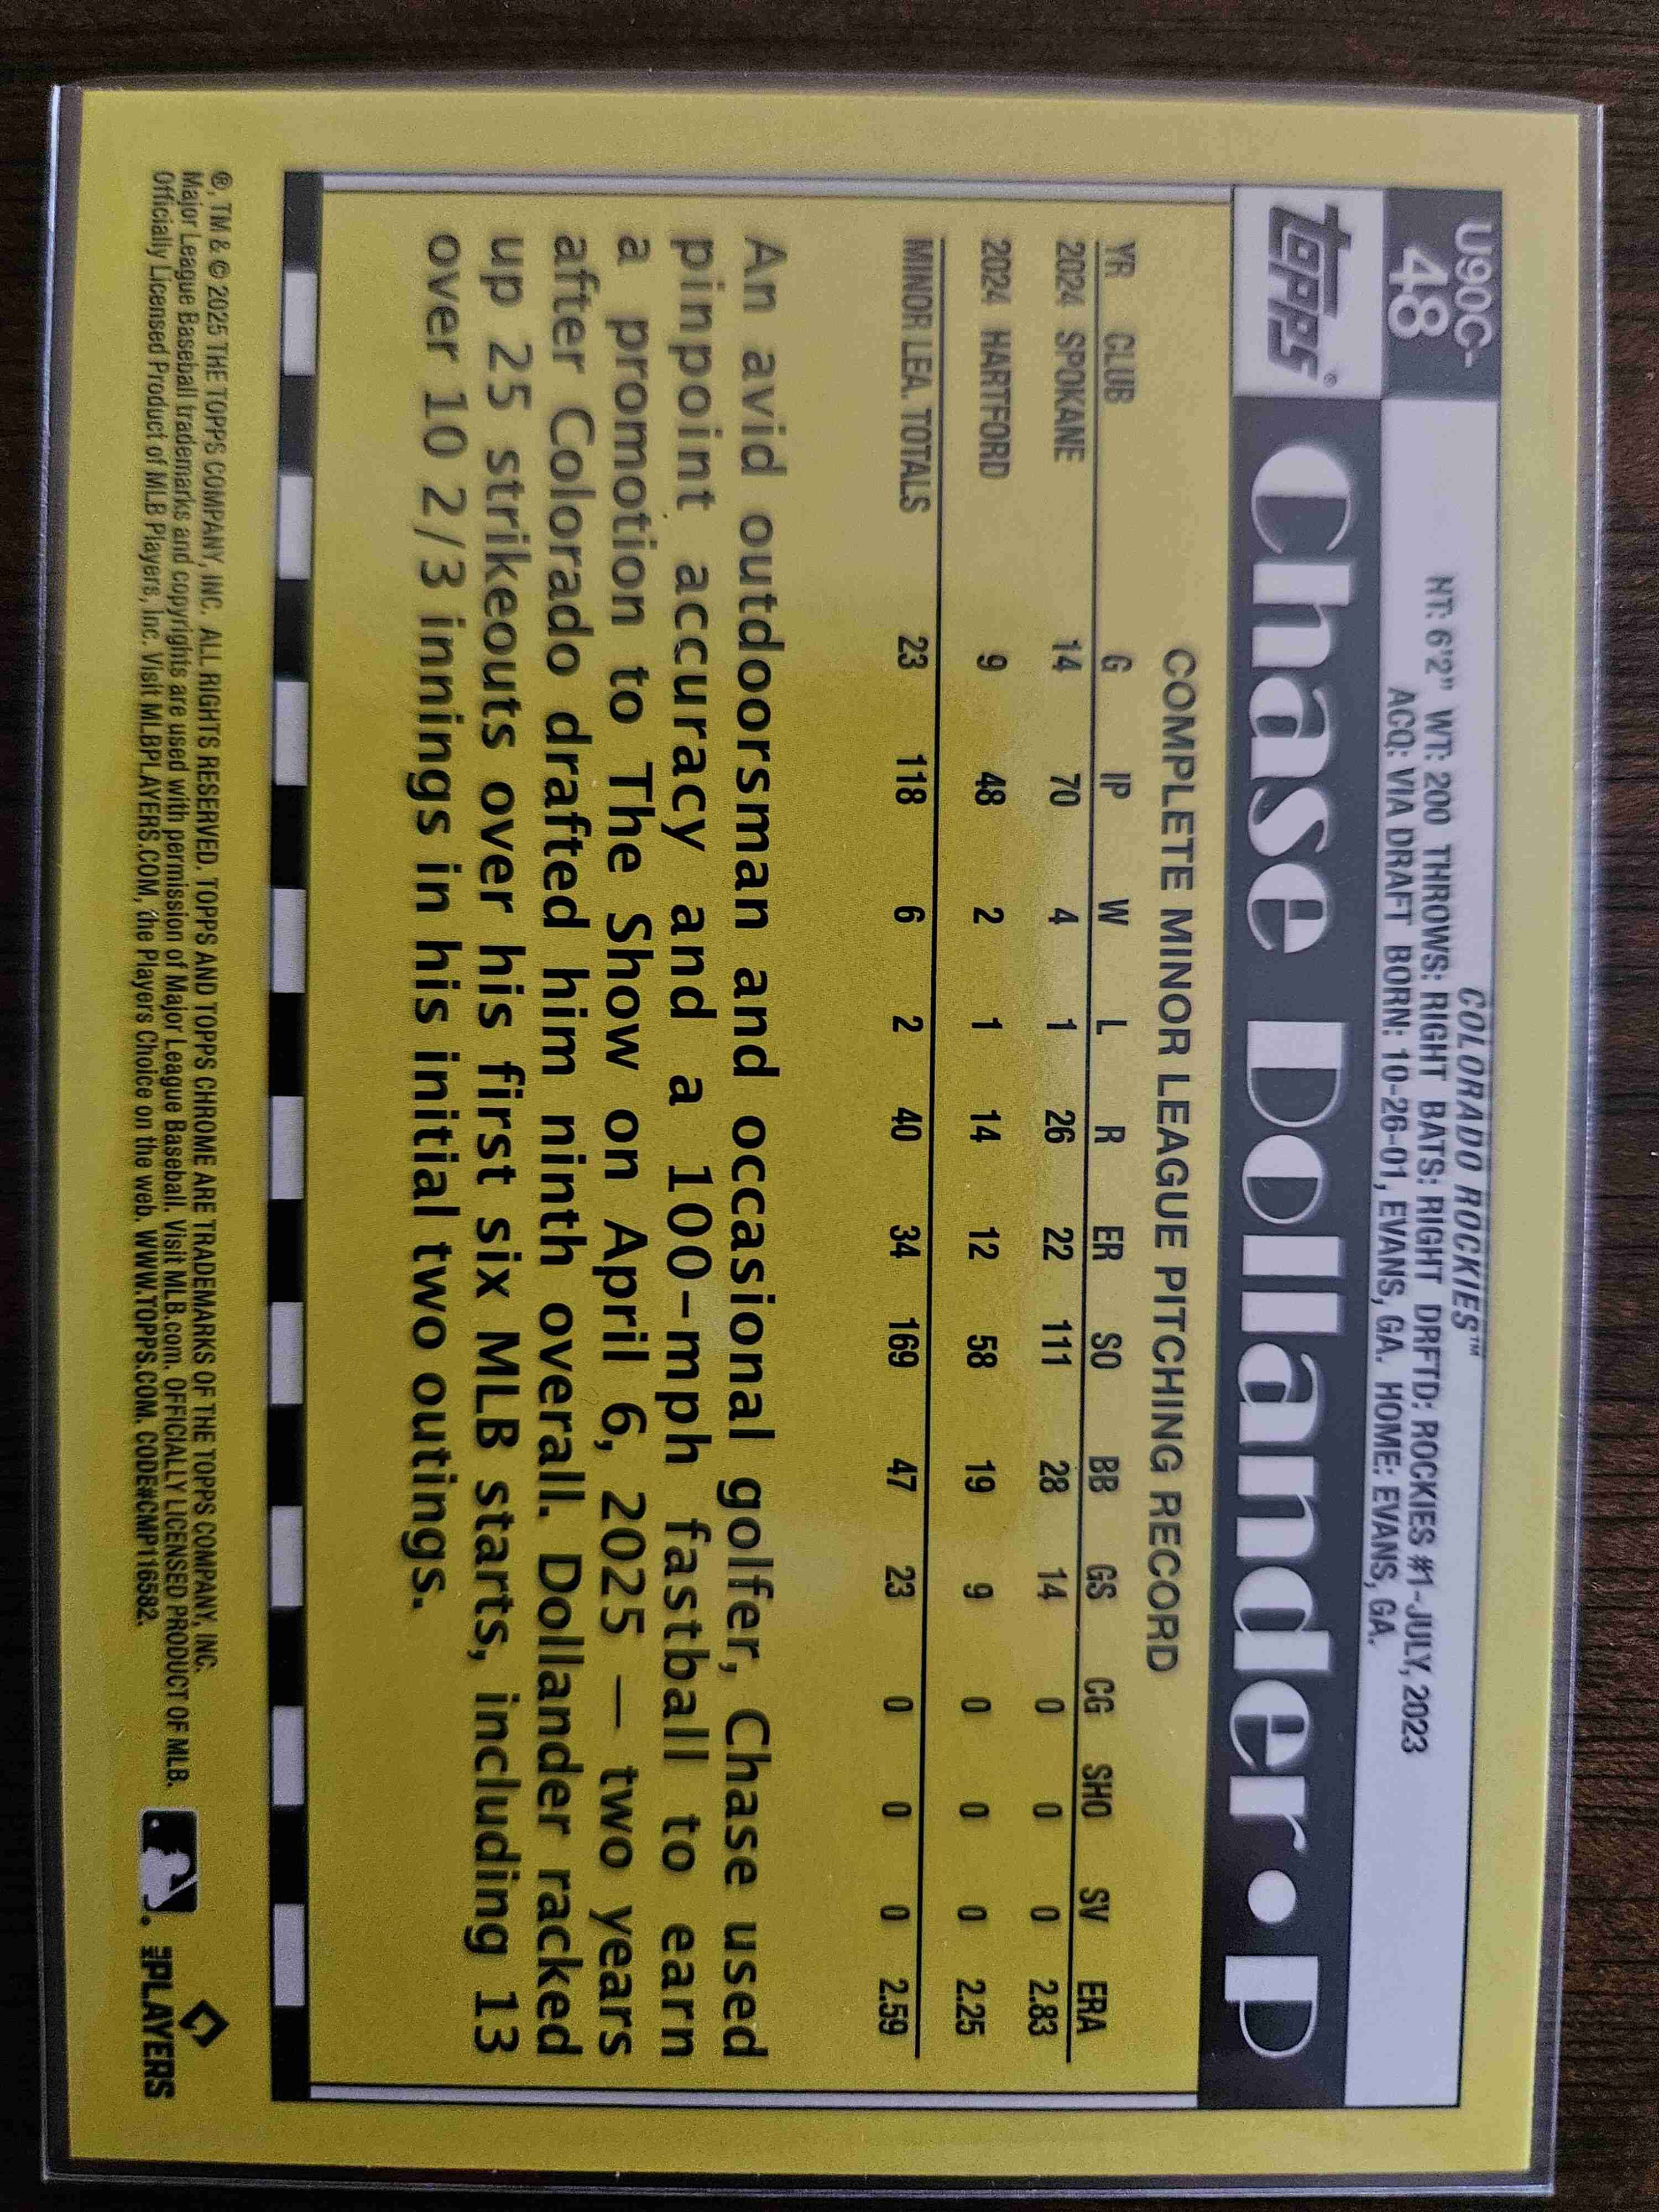 U90C-
48
COLORADO ROCKIES™
HT: 6'2" WT: 200 THROWS: RIGHT BATS: RIGHT DRFTD: ROCKIES #1-JULY, 2023
ACQ: VIA DRAFT BORN: 10-26-01, EVANS, GA. HOME: EVANS, GA.
topps® Chase Dollander•P
COMPLETE MINOR LEAGUE PITCHING RECORD
YR CLUB G IP W L R ER SO BB GS CG SHO SV ERA
2024 SPOKANE 14 70 4 1 26 22 111 28 14 0 0 0 2.83
2024 HARTFORD 9 48 2 1 14 12 58 19 9 0 0 0 2.25
MINOR LEA. TOTALS 23 118 6 2 40 34 169 47 23 0 0 0 2.59
An avid outdoorsman and occasional golfer, Chase used
pinpoint accuracy and a 100-mph fastball to earn
a promotion to The Show on April 6, 2025 — two years
after Colorado drafted him ninth overall. Dollander racked
up 25 strikeouts over his first six MLB starts, including 13
over 10 2/3 innings in his initial two outings.
®, TM & © 2025 THE TOPPS COMPANY, INC. ALL RIGHTS RESERVED. TOPPS AND TOPPS CHROME ARE TRADEMARKS OF THE TOPPS COMPANY, INC.
Major League Baseball trademarks and copyrights are used with permission of Major League Baseball. Visit MLB.com. OFFICIALLY LICENSED PRODUCT OF MLB.
Officially Licensed Product of MLB Players, Inc. Visit MLBPLAYERS.COM, the Players Choice on the web. WWW.TOPPS.COM. CODE#CMP116582.
MLB PLAYERS